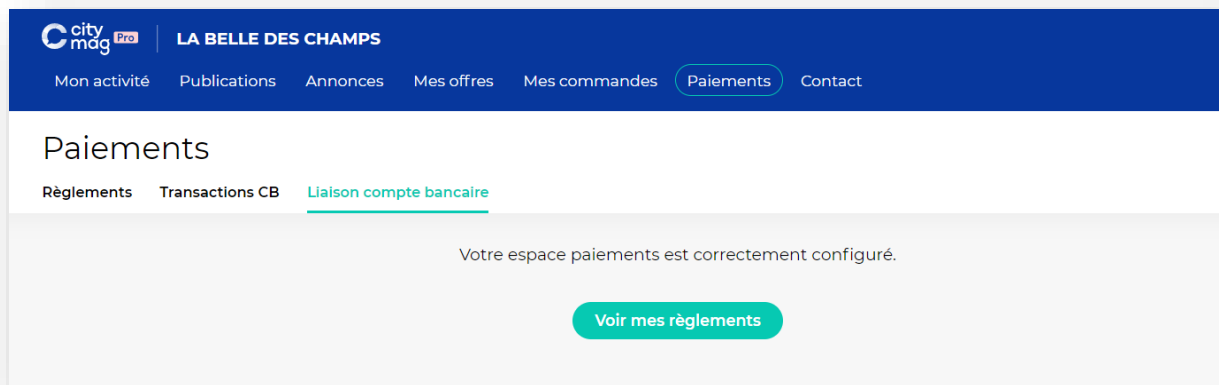 city mag Pro LA BELLE DES CHAMPS
Mon activité Publications Annonces Mes offres Mes commandes Paiements Contact
Paiements
Règlements Transactions CB Liaison compte bancaire
Votre espace paiements est correctement configuré.
Voir mes règlements